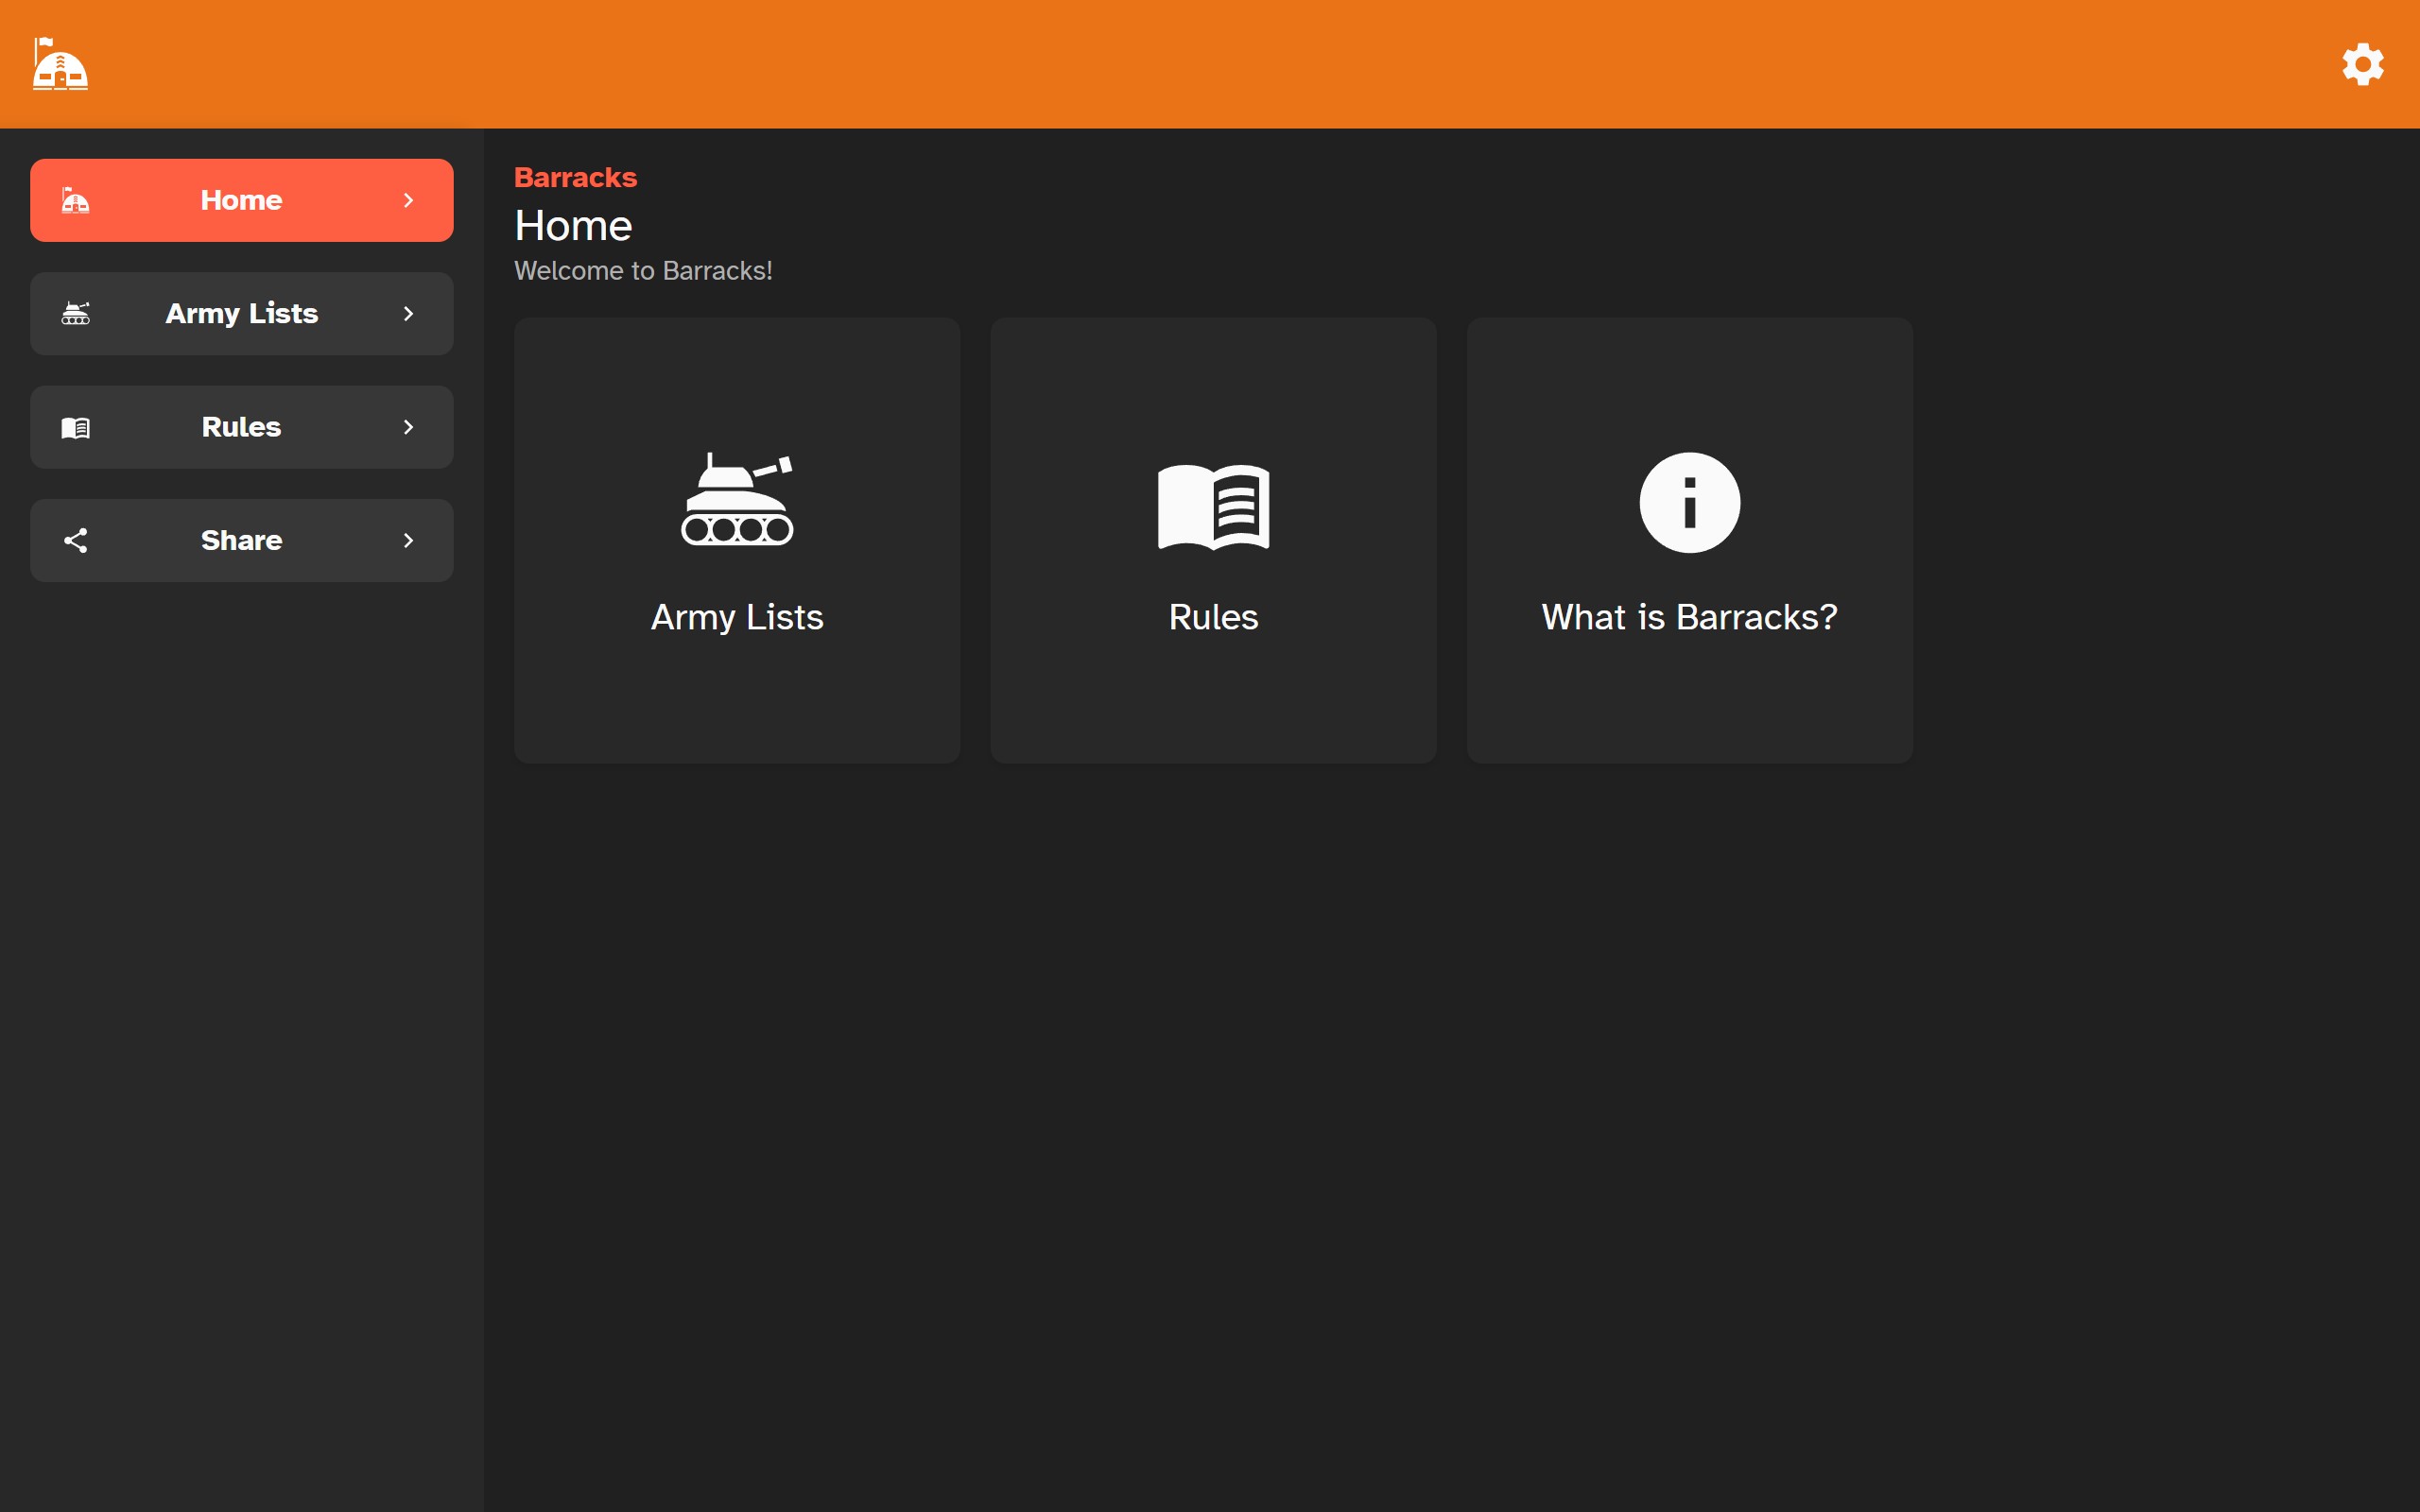 Home
Army Lists
Rules
Share
Barracks
Home
Welcome to Barracks!
Army Lists
Rules
What is Barracks?